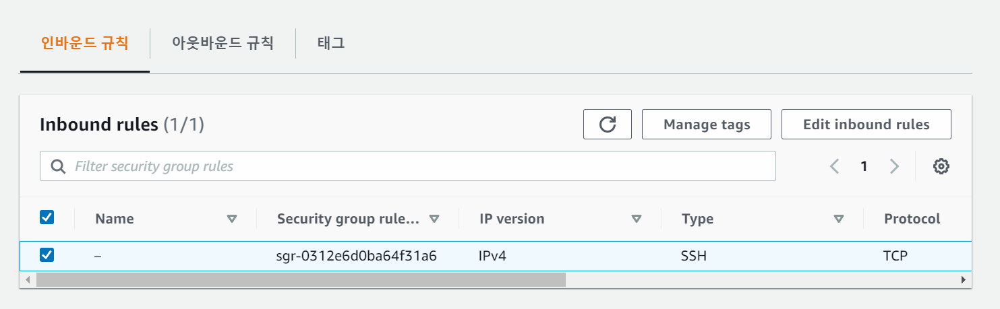 인바운드 규칙 아웃바운드 규칙 태그
Inbound rules (1/1) Manage tags Edit inbound rules
Filter security group rules 1
Name Security group rule... IP version Type Protocol
– sgr-0312e6d0ba64f31a6 IPv4 SSH TCP